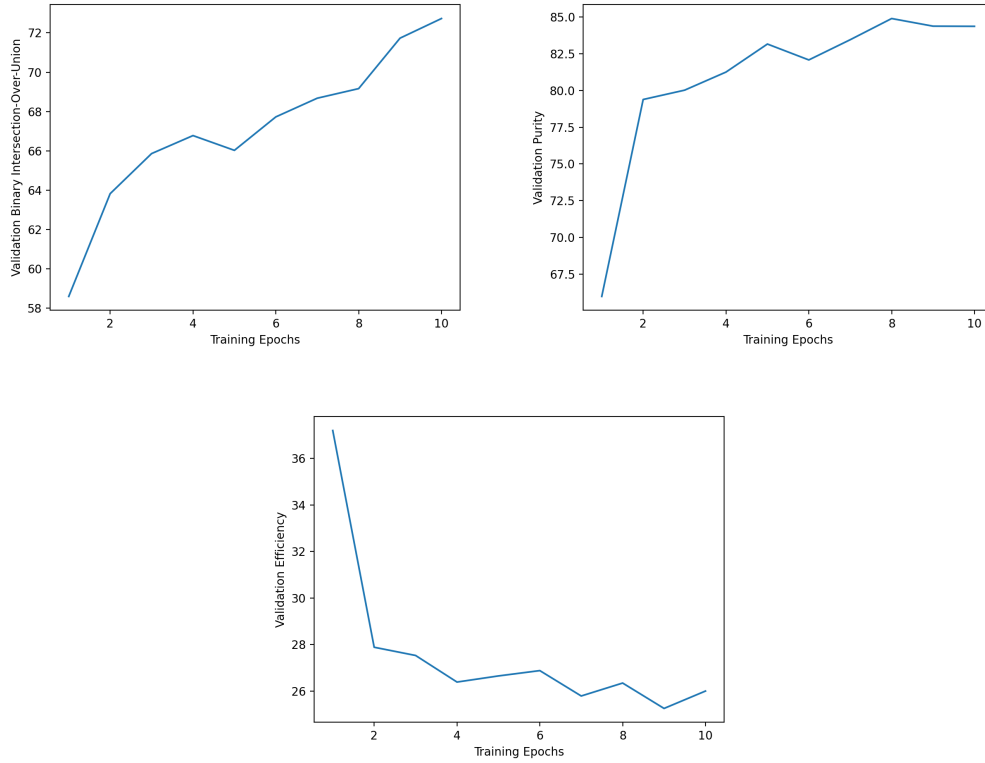 Validation Binary Intersection-Over-Union
72
70
68
66
64
62
60
58
2 4 6 8 10
Training Epochs
Validation Purity
85.0
82.5
80.0
77.5
75.0
72.5
70.0
67.5
2 4 6 8 10
Training Epochs
Validation Efficiency
36
34
32
30
28
26
2 4 6 8 10
Training Epochs